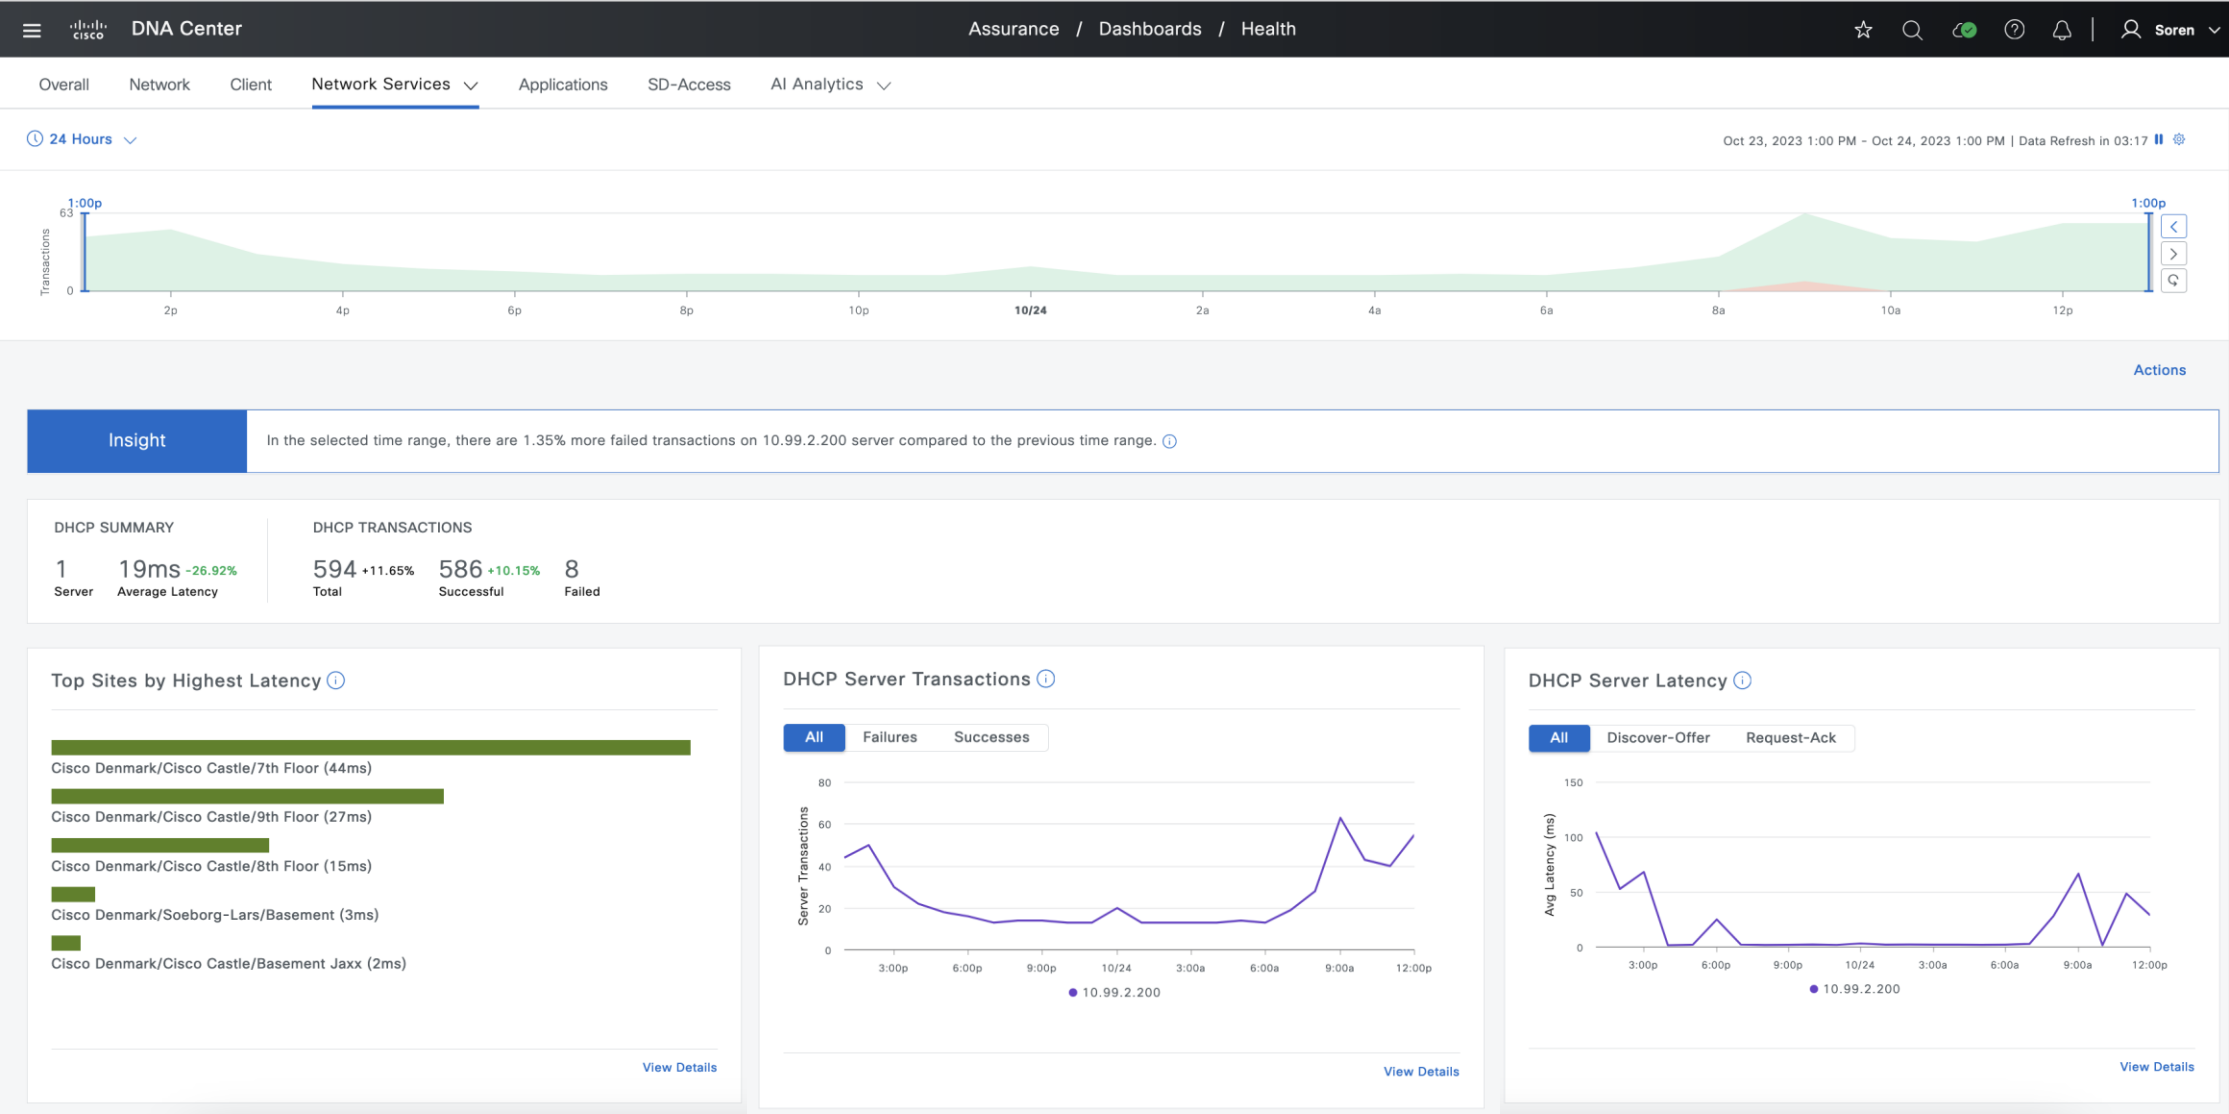 cisco DNA Center Assurance / Dashboards / Health Soren
Overall Network Client Network Services Applications SD-Access AI Analytics
24 Hours Oct 23, 2023 1:00 PM - Oct 24, 2023 1:00 PM | Data Refresh in 03:17
1:00p 1:00p
63
Transactions
0
2p 4p 6p 8p 10p 10/24 2a 4a 6a 8a 10a 12p
Actions
Insight In the selected time range, there are 1.35% more failed transactions on 10.99.2.200 server compared to the previous time range.
DHCP SUMMARY DHCP TRANSACTIONS
1 19ms -26.92% 594 +11.65% 586 +10.15% 8
Server Average Latency Total Successful Failed
Top Sites by Highest Latency
Cisco Denmark/Cisco Castle/7th Floor (44ms)
Cisco Denmark/Cisco Castle/9th Floor (27ms)
Cisco Denmark/Cisco Castle/8th Floor (15ms)
Cisco Denmark/Soeborg-Lars/Basement (3ms)
Cisco Denmark/Cisco Castle/Basement Jaxx (2ms)
View Details
DHCP Server Transactions
All Failures Successes
Server Transactions
80
60
40
20
0
3:00p 6:00p 9:00p 10/24 3:00a 6:00a 9:00a 12:00p
10.99.2.200
View Details
DHCP Server Latency
All Discover-Offer Request-Ack
Avg Latency (ms)
150
100
50
0
3:00p 6:00p 9:00p 10/24 3:00a 6:00a 9:00a 12:00p
10.99.2.200
View Details